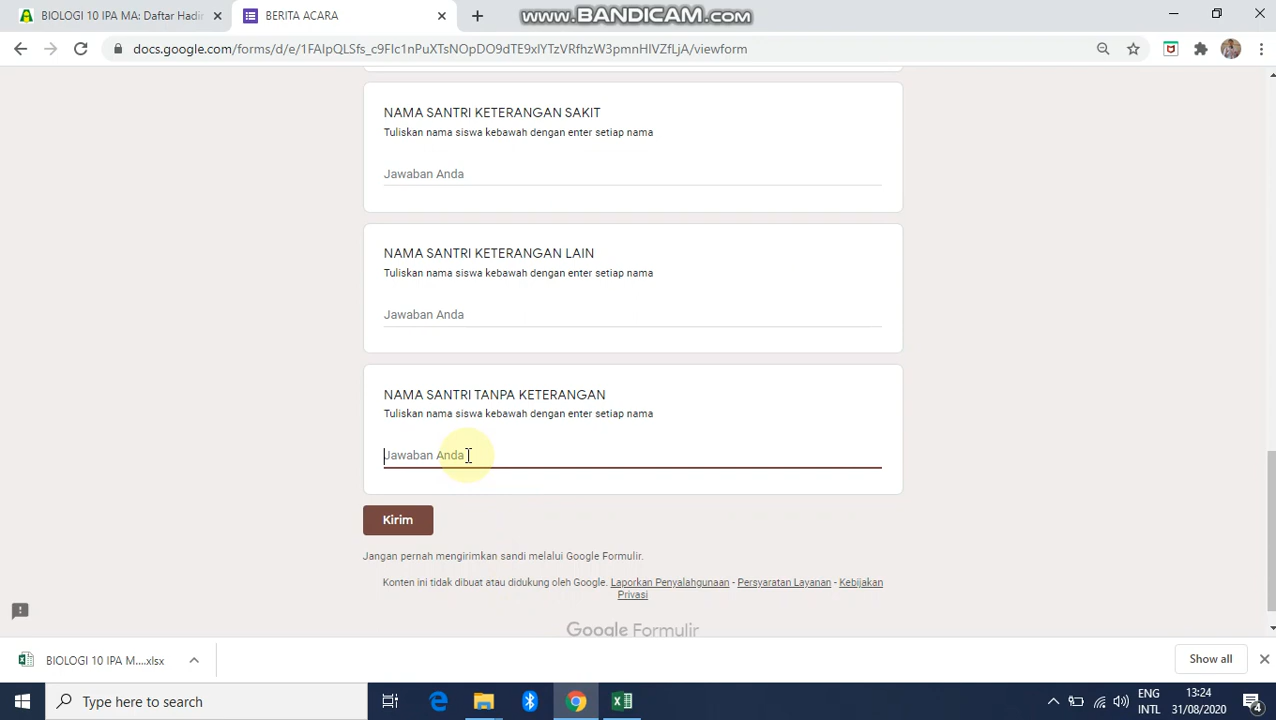 BIOLOGI 10 IPA MA: Daftar Hadir
BERITA ACARA
WWW.BANDICAM.COM
docs.google.com/forms/d/e/1FAIpQLSfs_c9FIc1nPuXTsNOpDO9dTE9xIYTzVRfhzW3pmnHIVZfLjA/viewform
NAMA SANTRI KETERANGAN SAKIT
Tuliskan nama siswa kebawah dengan enter setiap nama
Jawaban Anda
NAMA SANTRI KETERANGAN LAIN
Tuliskan nama siswa kebawah dengan enter setiap nama
Jawaban Anda
NAMA SANTRI TANPA KETERANGAN
Tuliskan nama siswa kebawah dengan enter setiap nama
Jawaban Anda
Kirim
Jangan pernah mengirimkan sandi melalui Google Formulir.
Konten ini tidak dibuat atau didukung oleh Google. Laporkan Penyalahgunaan - Persyaratan Layanan - Kebijakan
Privasi
Google Formulir
BIOLOGI 10 IPA M....xlsx
Show all
Type here to search
ENG
INTL
13:24
31/08/2020
4